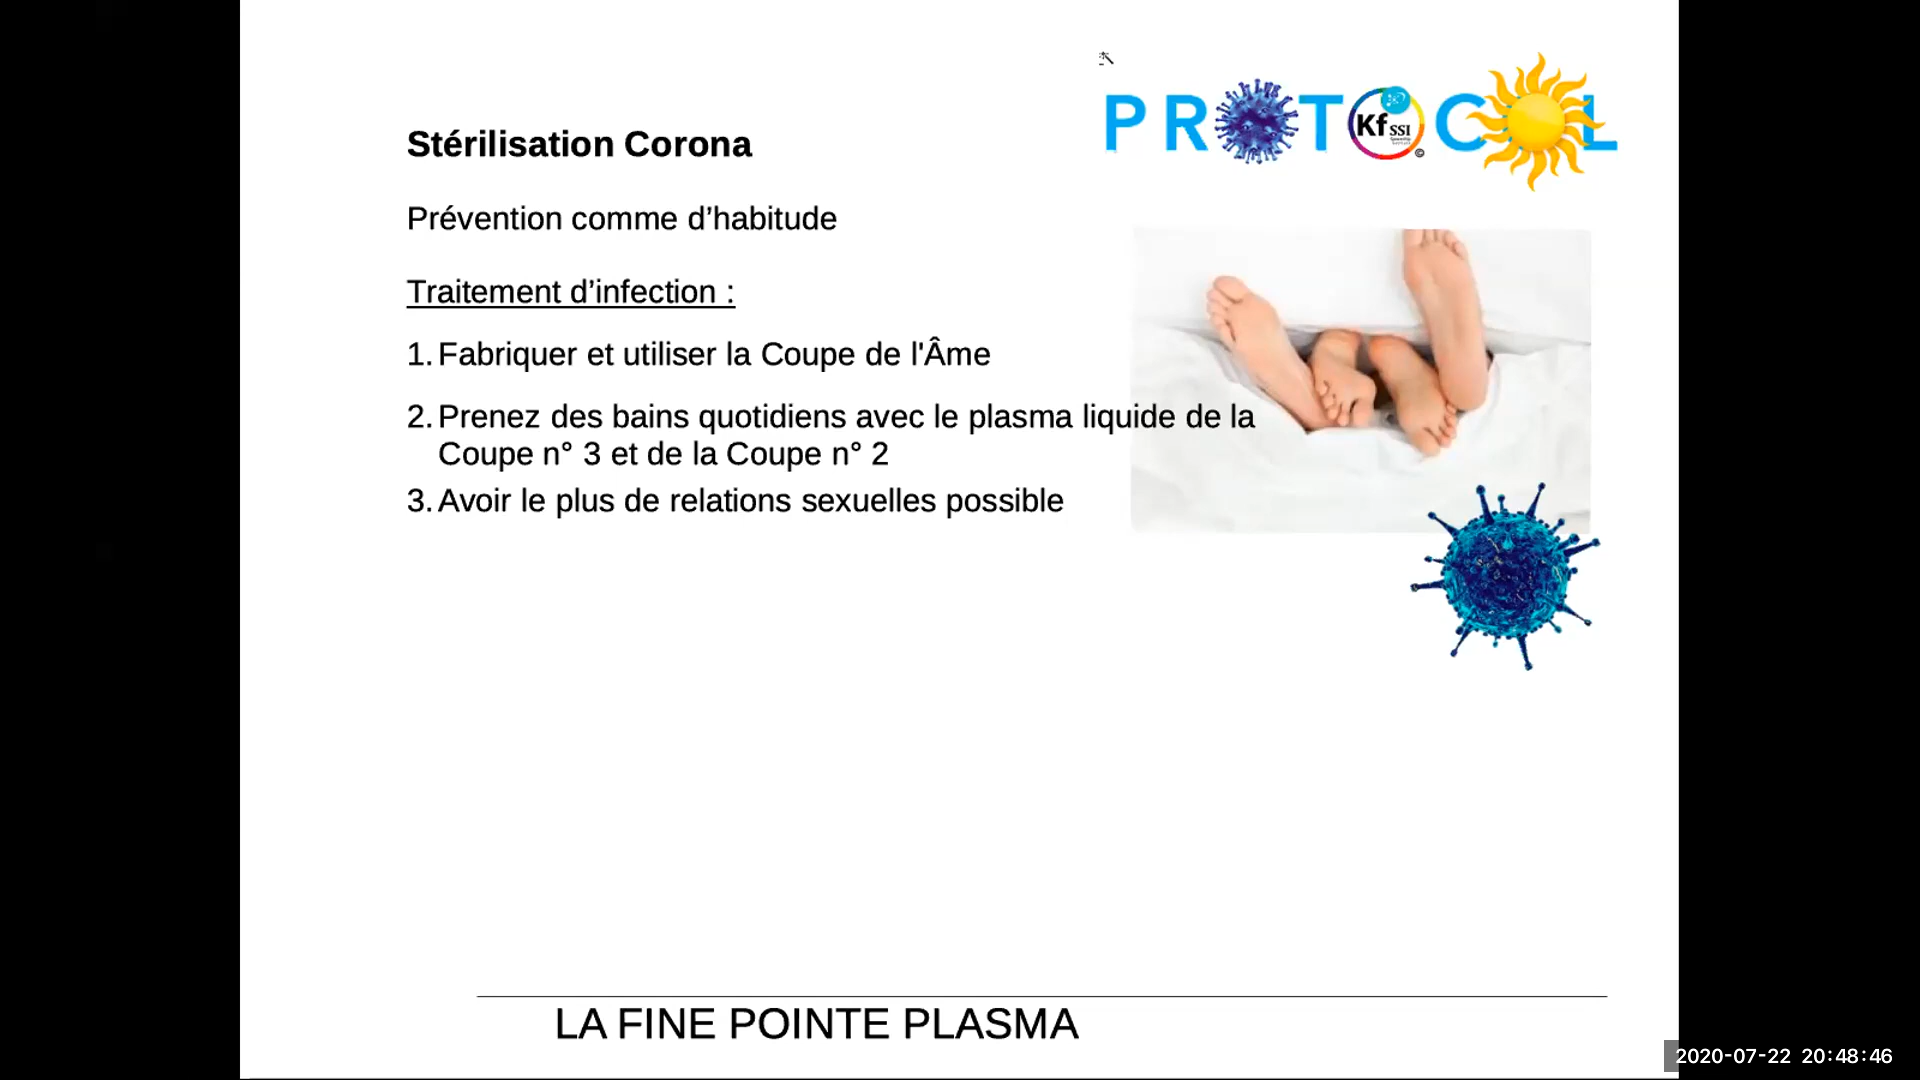 PROTOCOL
Kf SSI
©
Stérilisation Corona
Prévention comme d’habitude
Traitement d’infection :
1. Fabriquer et utiliser la Coupe de l'Âme
2. Prenez des bains quotidiens avec le plasma liquide de la
Coupe n° 3 et de la Coupe n° 2
3. Avoir le plus de relations sexuelles possible
LA FINE POINTE PLASMA
2020-07-22 20:48:46